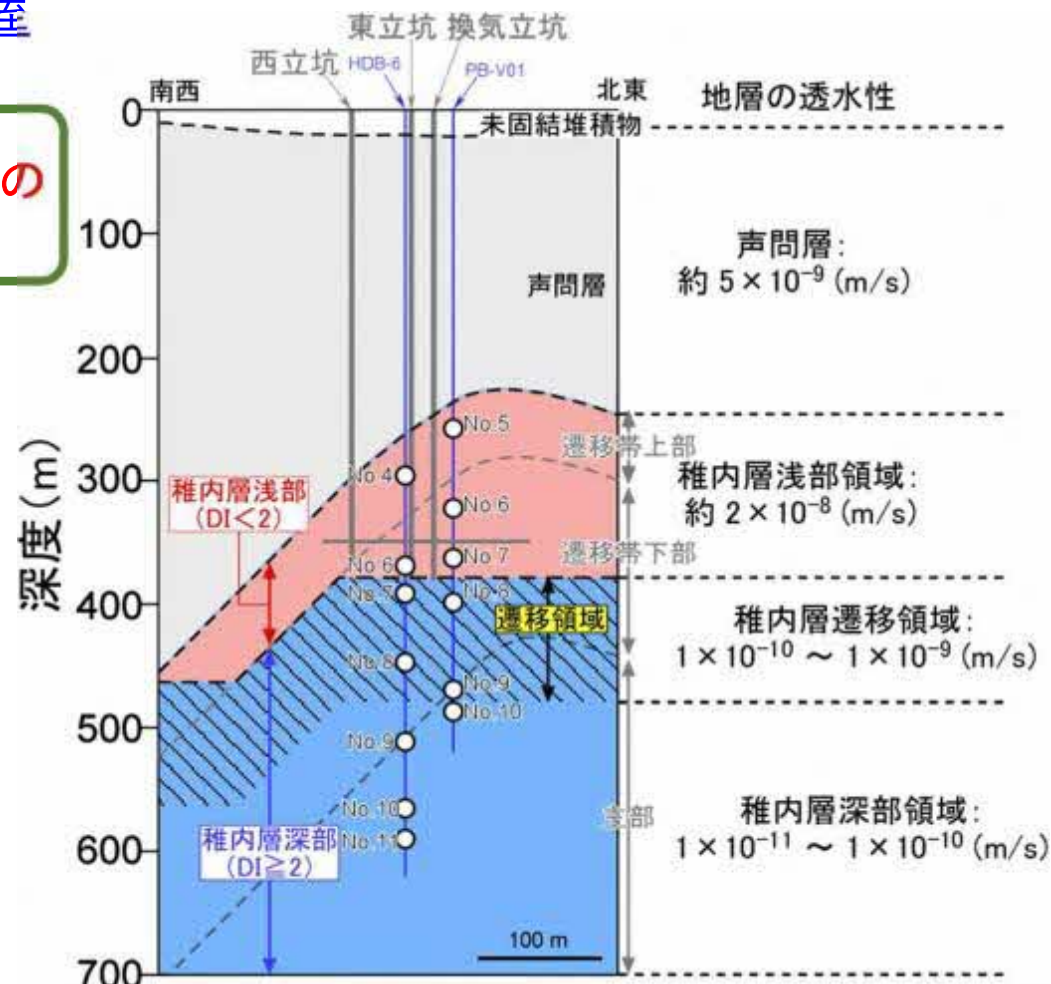 の
東立坑 換気立坑
西立坑 HDB-6
PB-V01
南西
北東
地層の透水性
0
未固結堆積物
100
声問層:
約 5×10⁻⁹ (m/s)
声問層
200
深度(m)
No.5
遷移帯上部
300
No 4
稚内層浅部
(DI<2)
No.6
稚内層浅部領域:
約 2×10⁻⁸ (m/s)
No.6
No.7
遷移帯下部
400
No.7
No.8
遷移領域
稚内層遷移領域:
1×10⁻¹⁰ ~ 1×10⁻⁹ (m/s)
No.8
No.9
500
No.10
No.9
No.10
主部
稚内層深部領域:
1×10⁻¹¹ ~ 1×10⁻¹⁰ (m/s)
600
稚内層深部
(DI≧2)
No.11
100 m
700